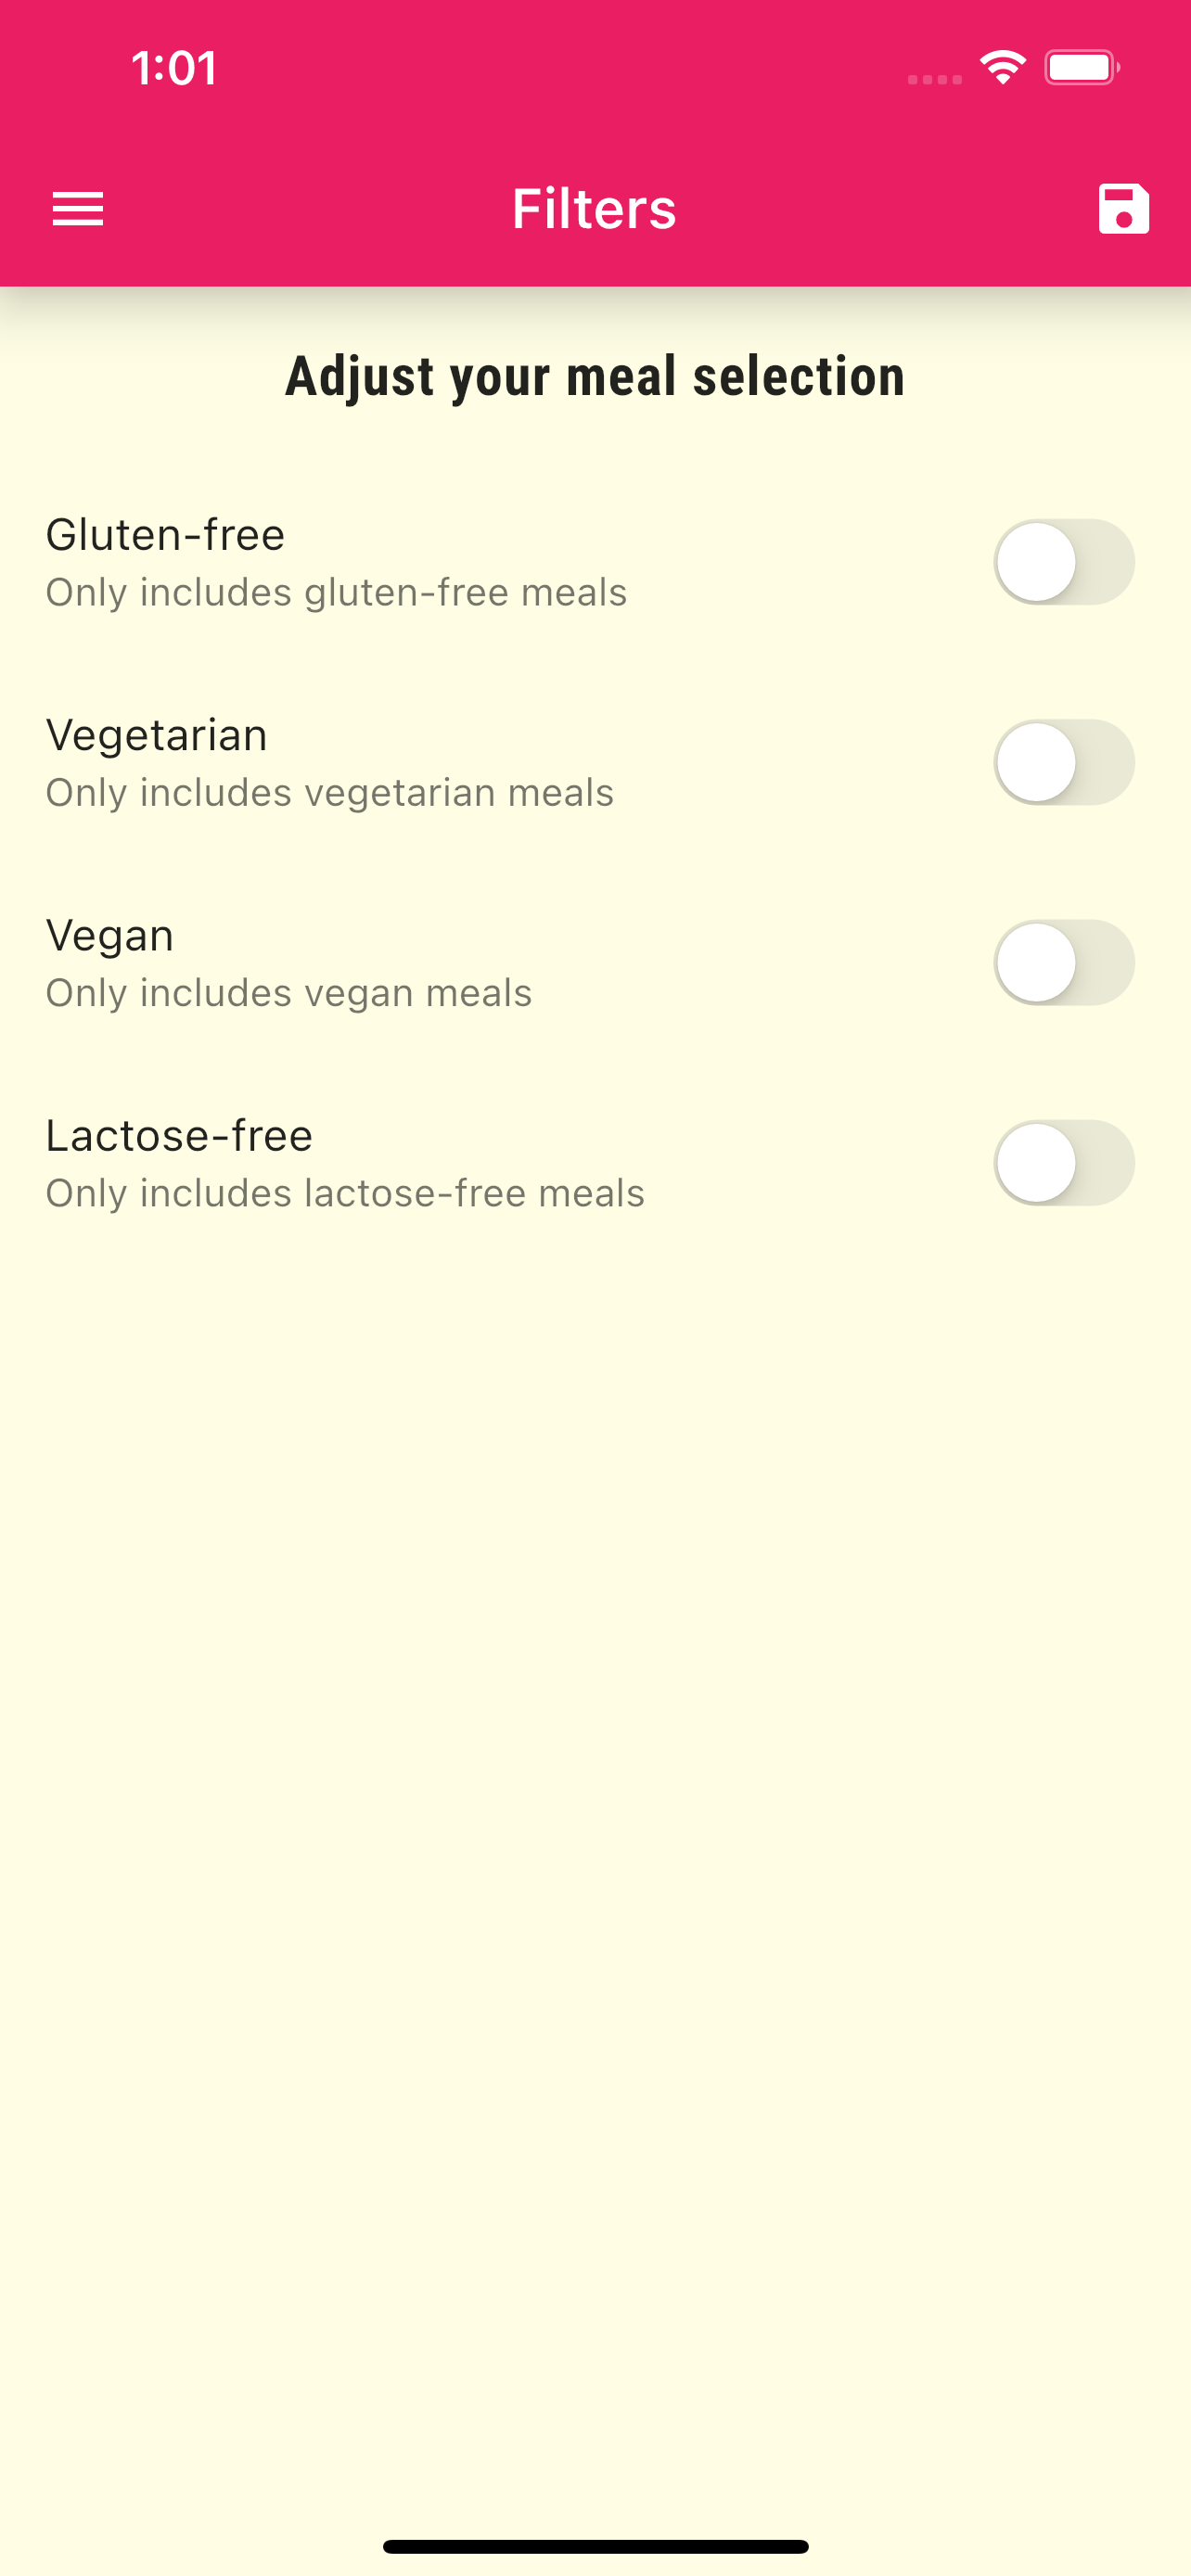 1:01
Filters
Adjust your meal selection
Gluten-free
Only includes gluten-free meals
Vegetarian
Only includes vegetarian meals
Vegan
Only includes vegan meals
Lactose-free
Only includes lactose-free meals